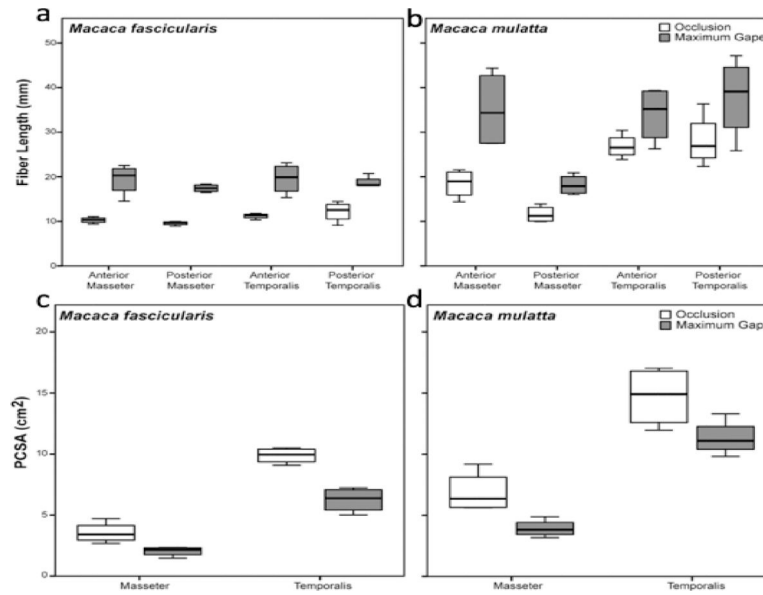 a
Macaca fascicularis
b
Macaca mulatta
Occlusion
Maximum Gape
Fiber Length (mm)
50
40
30
20
10
0
Anterior Masseter
Posterior Masseter
Anterior Temporalis
Posterior Temporalis
Anterior Masseter
Posterior Masseter
Anterior Temporalis
Posterior Temporalis
c
Macaca fascicularis
d
Macaca mulatta
Occlusion
Maximum Gape
PCSA (cm²)
20
15
10
5
0
Masseter
Temporalis
Masseter
Temporalis